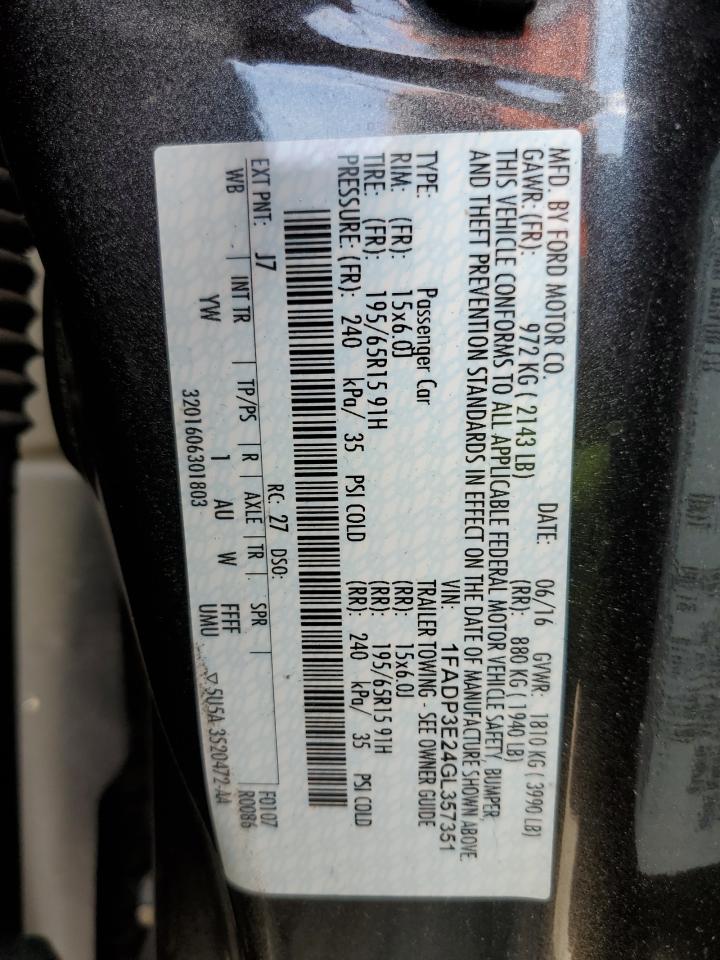 MFD. BY FORD MOTOR CO. DATE: 06/16 GVWR: 1810 KG ( 3990 LB)
GAWR: (FR): 972 KG ( 2143 LB) (RR): 880 KG ( 1940 LB)
THIS VEHICLE CONFORMS TO ALL APPLICABLE FEDERAL MOTOR VEHICLE SAFETY, BUMPER,
AND THEFT PREVENTION STANDARDS IN EFFECT ON THE DATE OF MANUFACTURE SHOWN ABOVE.
VIN: 1FADP3E24GL357351
TYPE: Passenger Car TRAILER TOWING - SEE OWNER GUIDE
RIM: (FR): 15x6.0J (RR): 15x6.0J
TIRE: (FR): 195/65R15 91H (RR): 195/65R15 91H
PRESSURE: (FR): 240 kPa/ 35 PSI COLD (RR): 240 kPa/ 35 PSI COLD
RC: 27 DSO: F0107
EXT PNT: J7 R0086
WB INT TR TP/PS R AXLE TR SPR
YW 1 AU W FFFF
UMU
3201606301803 ▽5U5A-3520472-AA